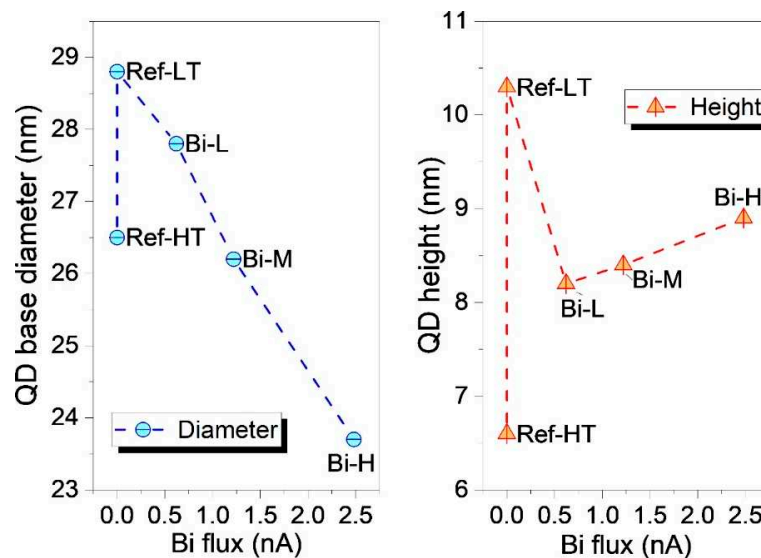 QD base diameter (nm)
29
28
27
26
25
24
23
Ref-LT
Bi-L
Ref-HT
Bi-M
Bi-H
Diameter
0.0 0.5 1.0 1.5 2.0 2.5
Bi flux (nA)
QD height (nm)
11
10
9
8
7
6
Ref-LT
Height
Bi-H
Bi-M
Bi-L
Ref-HT
0.0 0.5 1.0 1.5 2.0 2.5
Bi flux (nA)